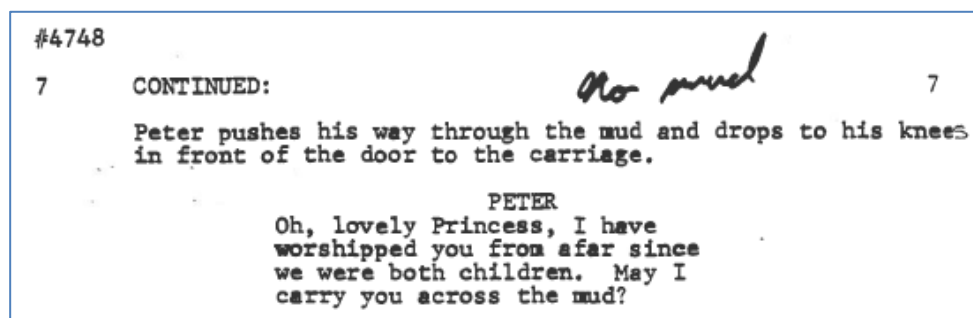 #4748
7 CONTINUED: No mud 7
Peter pushes his way through the mud and drops to his knees
in front of the door to the carriage.
PETER
Oh, lovely Princess, I have
worshipped you from afar since
we were both children. May I
carry you across the mud?